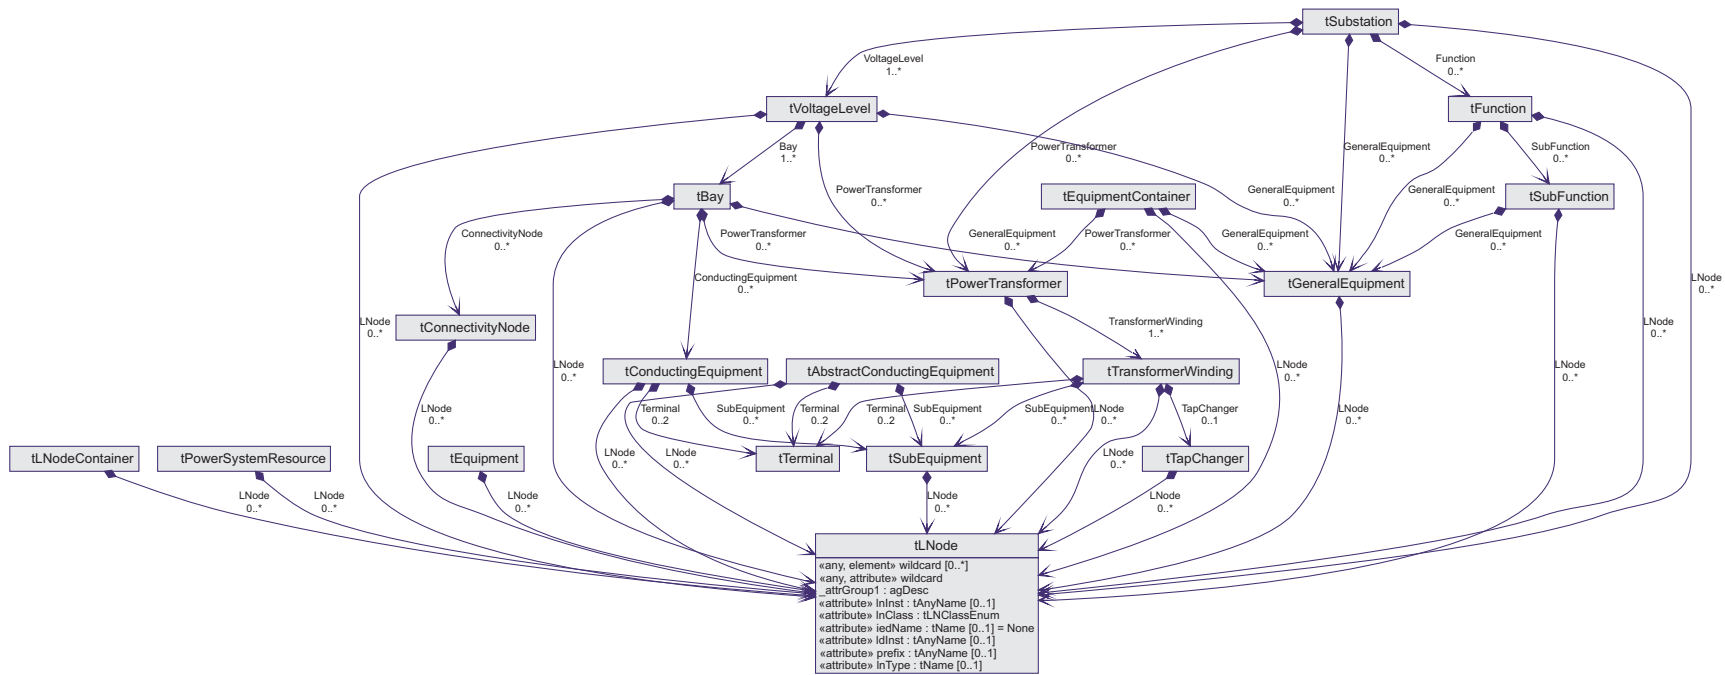 tSubstation
VoltageLevel
1..*
Function
0..*
tVoltageLevel
tFunction
Bay
1..*
PowerTransformer
0..*
GeneralEquipment
0..*
SubFunction
0..*
PowerTransformer
0..*
GeneralEquipment
0..*
GeneralEquipment
0..*
tBay
tEquipmentContainer
tSubFunction
ConnectivityNode
0..*
PowerTransformer
0..*
GeneralEquipment
0..*
PowerTransformer
0..*
GeneralEquipment
0..*
GeneralEquipment
0..*
ConductingEquipment
0..*
LNode
0..*
tPowerTransformer
tGeneralEquipment
tConnectivityNode
LNode
0..*
TransformerWinding
1..*
LNode
0..*
LNode
0..*
LNode
0..*
LNode
0..*
tConductingEquipment
tAbstractConductingEquipment
tTransformerWinding
LNode
0..*
Terminal
0..2
SubEquipment
0..*
Terminal
0..2
Terminal
0..2
SubEquipment
0..*
SubEquipment
0..*
LNode
0..*
TapChanger
0..1
LNode
0..*
tLNodeContainer
tPowerSystemResource
tEquipment
tTerminal
tSubEquipment
tTapChanger
LNode
0..*
LNode
0..*
LNode
0..*
LNode
0..*
LNode
0..*
LNode
0..*
LNode
0..*
LNode
0..*
tLNode
«any, element» wildcard [0..*]
«any, attribute» wildcard
_attrGroup1 : agDesc
«attribute» lnInst : tAnyName [0..1]
«attribute» lnClass : tLNClassEnum
«attribute» iedName : tName [0..1] = None
«attribute» ldInst : tAnyName [0..1]
«attribute» prefix : tAnyName [0..1]
«attribute» lnType : tName [0..1]